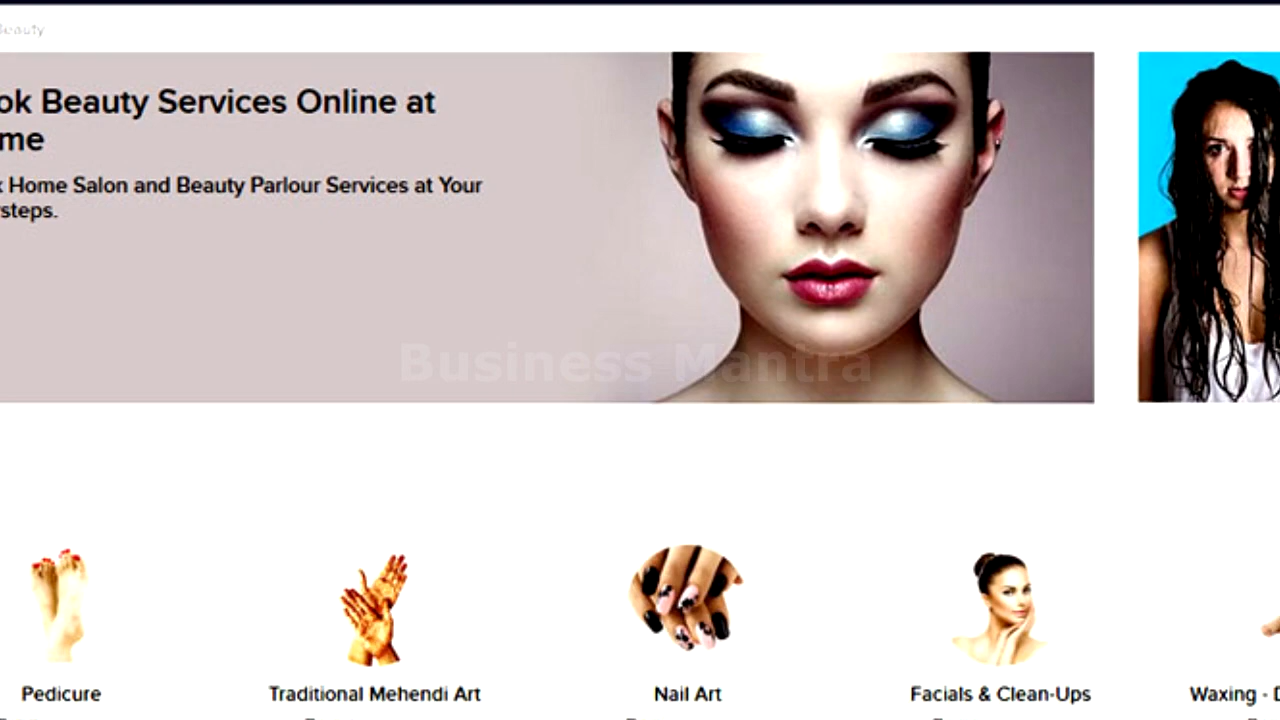 Beauty
ok Beauty Services Online at
me
Home Salon and Beauty Parlour Services at Your
steps.
Business Mantra
Pedicure
Traditional Mehendi Art
Nail Art
Facials & Clean-Ups
Waxing - D